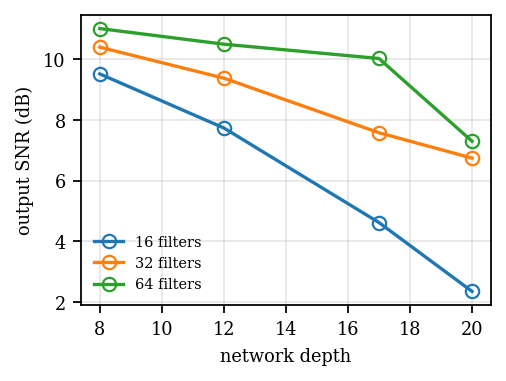 output SNR (dB)
10
8
6
4
2
16 filters
32 filters
64 filters
8 10 12 14 16 18 20
network depth